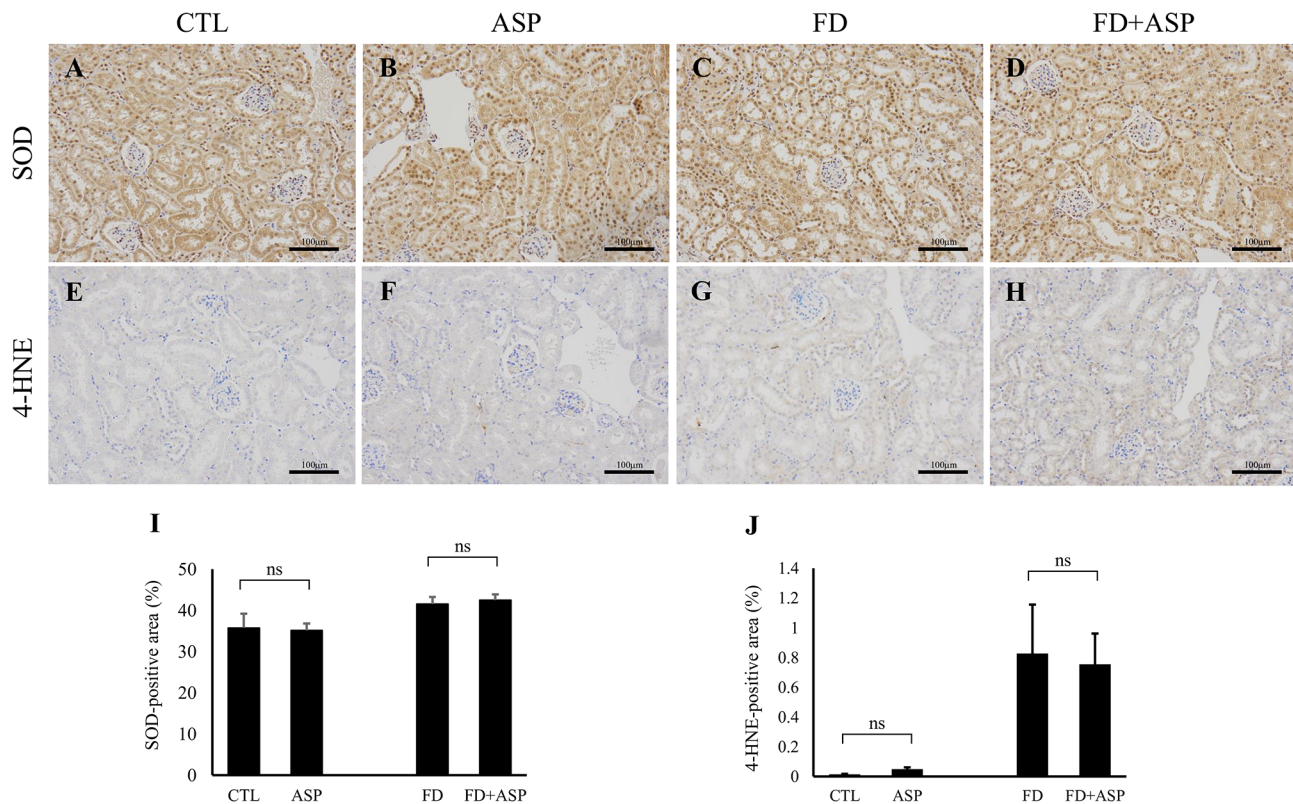 CTL ASP FD FD+ASP
SOD
A B C D
100μm 100μm 100μm 100μm
4-HNE
E F G H
100μm 100μm 100μm 100μm
I
SOD-positive area (%)
50
40
30
20
10
0
ns ns
CTL ASP FD FD+ASP
J
4-HNE-positive area (%)
1.4
1.2
1
0.8
0.6
0.4
0.2
0
ns ns
CTL ASP FD FD+ASP